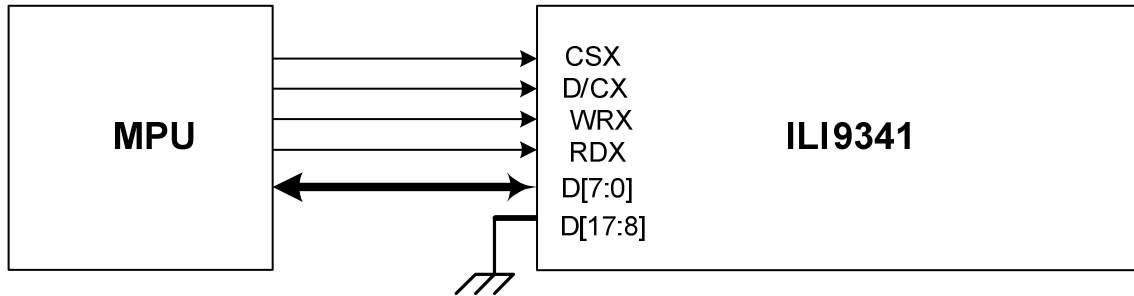 MPU
CSX
D/CX
WRX
RDX
D[7:0]
D[17:8]
ILI9341